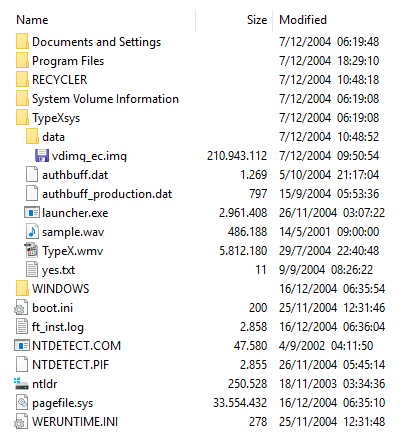 Name Size Modified
Documents and Settings 7/12/2004 06:19:48
Program Files 7/12/2004 18:29:10
RECYCLER 7/12/2004 10:48:18
System Volume Information 7/12/2004 06:19:08
TypeXsys 7/12/2004 06:19:08
data 7/12/2004 10:48:52
vdimg_ec.imq 210.943.112 7/12/2004 09:50:54
authbuff.dat 1.269 5/10/2004 21:17:04
authbuff_production.dat 797 15/9/2004 05:53:36
launcher.exe 2.961.408 26/11/2004 03:07:22
sample.wav 486.188 14/5/2001 09:00:00
TypeX.wmv 5.812.180 29/7/2004 22:40:48
yes.txt 11 9/9/2004 08:26:22
WINDOWS 16/12/2004 06:35:54
boot.ini 200 25/11/2004 12:31:46
ft_inst.log 2.858 16/12/2004 06:36:04
NTDETECT.COM 47.580 4/9/2002 04:11:50
NTDETECT.PIF 2.855 26/11/2004 05:45:14
ntldr 250.528 18/11/2003 03:34:36
pagefile.sys 33.554.432 16/12/2004 06:35:10
WERUNTIME.INI 278 25/11/2004 12:31:48